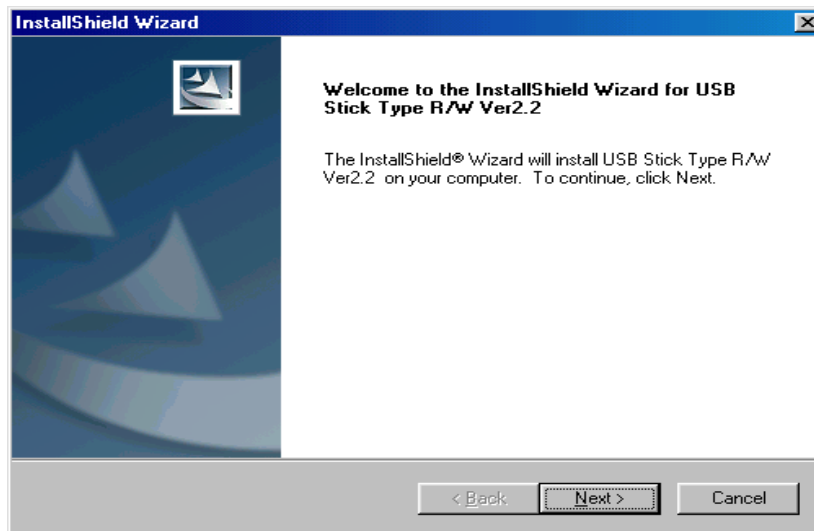 InstallShield Wizard
Welcome to the InstallShield Wizard for USB
Stick Type R/W Ver2.2
The InstallShield® Wizard will install USB Stick Type R/W
Ver2.2 on your computer. To continue, click Next.
< Back
Next >
Cancel